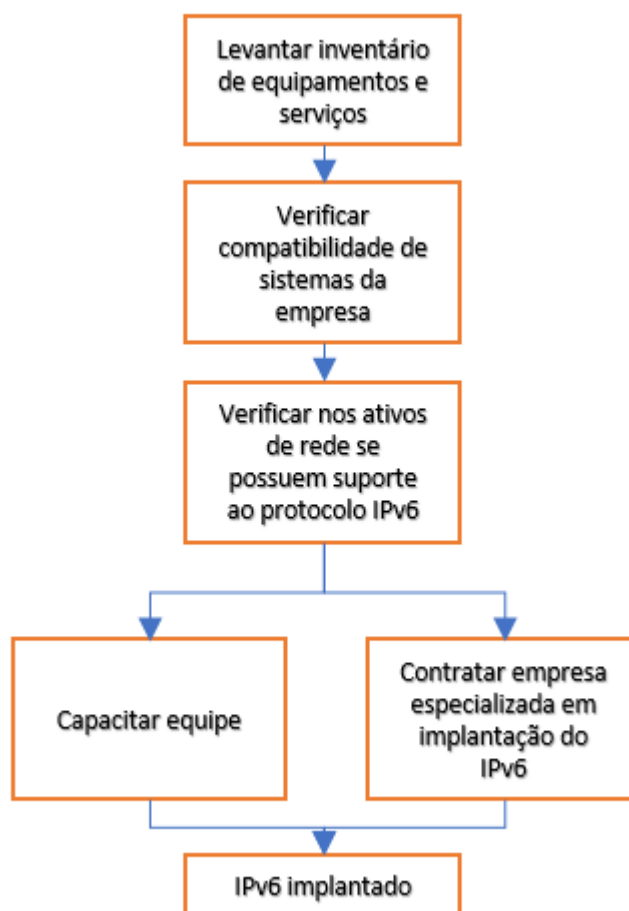 Levantar inventário
de equipamentos e
serviços
Verificar
compatibilidade de
sistemas da
empresa
Verificar nos ativos
de rede se
possuem suporte
ao protocolo IPv6
Capacitar equipe
Contratar empresa
especializada em
implantação do
IPv6
IPv6 implantado